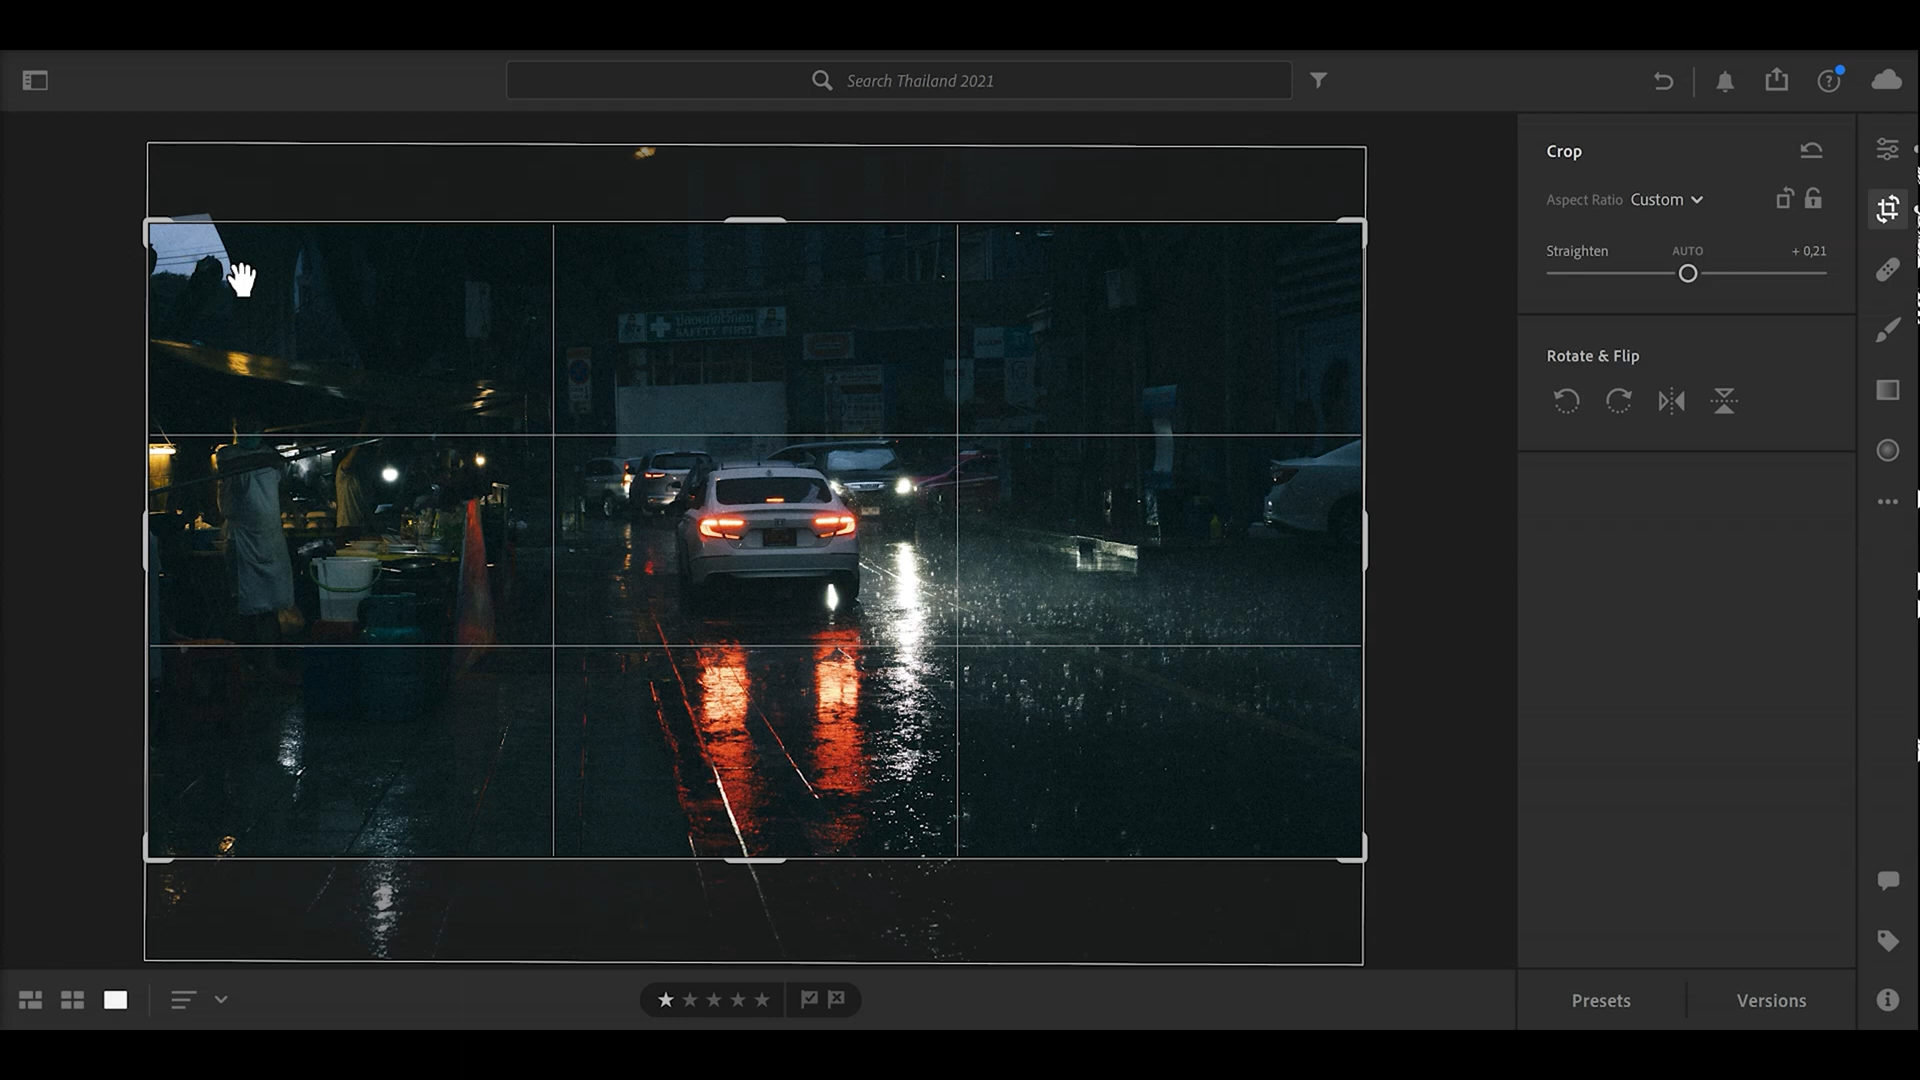 Search Thailand 2021
Crop
Aspect Ratio Custom
Straighten AUTO + 0,21
Rotate & Flip
SAFETY FIRST
Presets Versions